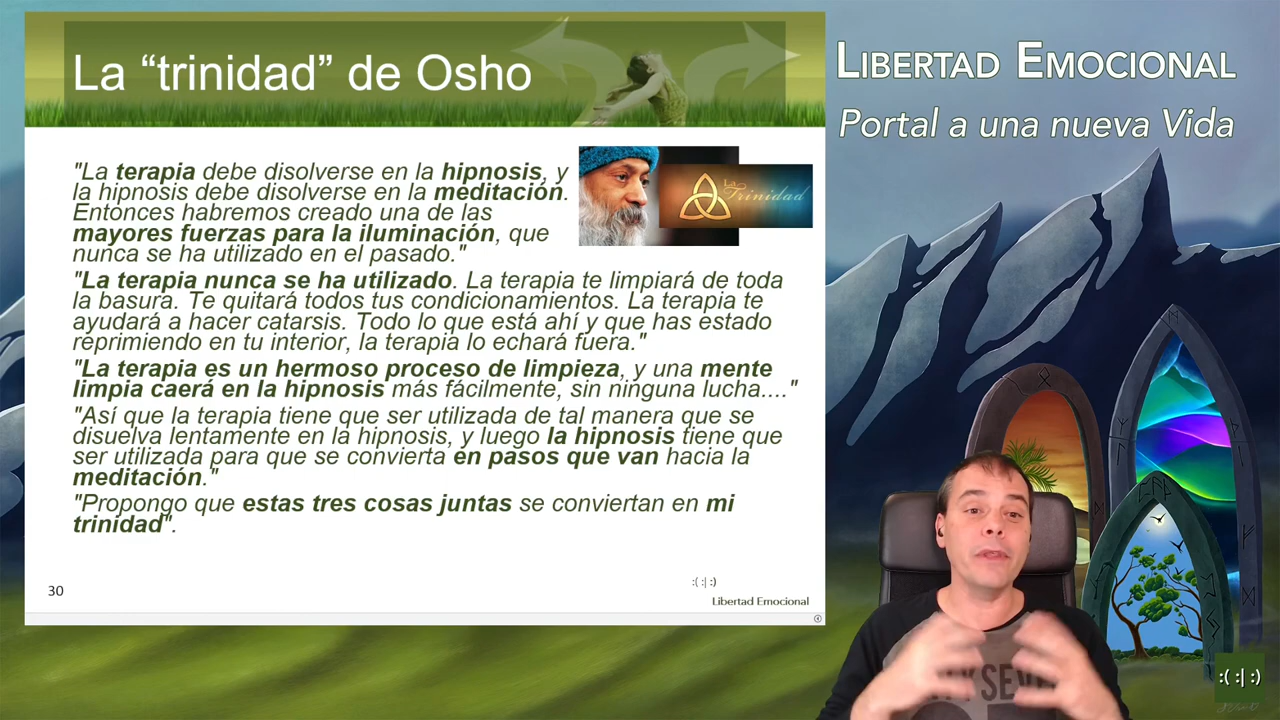 La “trinidad” de Osho
LIBERTAD EMOCIONAL
Portal a una nueva Vida
"La terapia debe disolverse en la hipnosis, y
la hipnosis debe disolverse en la meditación.
Entonces habremos creado una de las
mayores fuerzas para la iluminación, que
nunca se ha utilizado en el pasado."
La
Trinidad
"La terapia nunca se ha utilizado. La terapia te limpiará de toda
la basura. Te quitará todos tus condicionamientos. La terapia te
ayudará a hacer catarsis. Todo lo que está ahí y que has estado
reprimiendo en tu interior, la terapia lo echará fuera."
"La terapia es un hermoso proceso de limpieza, y una mente
limpia caerá en la hipnosis más fácilmente, sin ninguna lucha...."
"Así que la terapia tiene que ser utilizada de tal manera que se
disuelva lentamente en la hipnosis, y luego la hipnosis tiene que
ser utilizada para que se convierta en pasos que van hacia la
meditación."
"Propongo que estas tres cosas juntas se conviertan en mi
trinidad".
30
:( :| :)
Libertad Emocional
:( :| :)